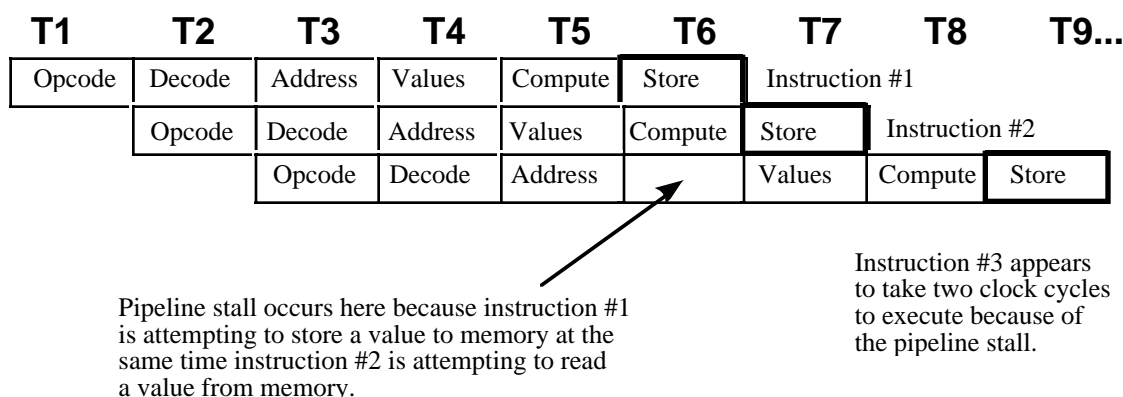 T1 T2 T3 T4 T5 T6 T7 T8 T9...
Opcode Decode Address Values Compute Store Instruction #1
Opcode Decode Address Values Compute Store Instruction #2
Opcode Decode Address Values Compute Store
Pipeline stall occurs here because instruction #1
is attempting to store a value to memory at the
same time instruction #2 is attempting to read
a value from memory.
Instruction #3 appears
to take two clock cycles
to execute because of
the pipeline stall.